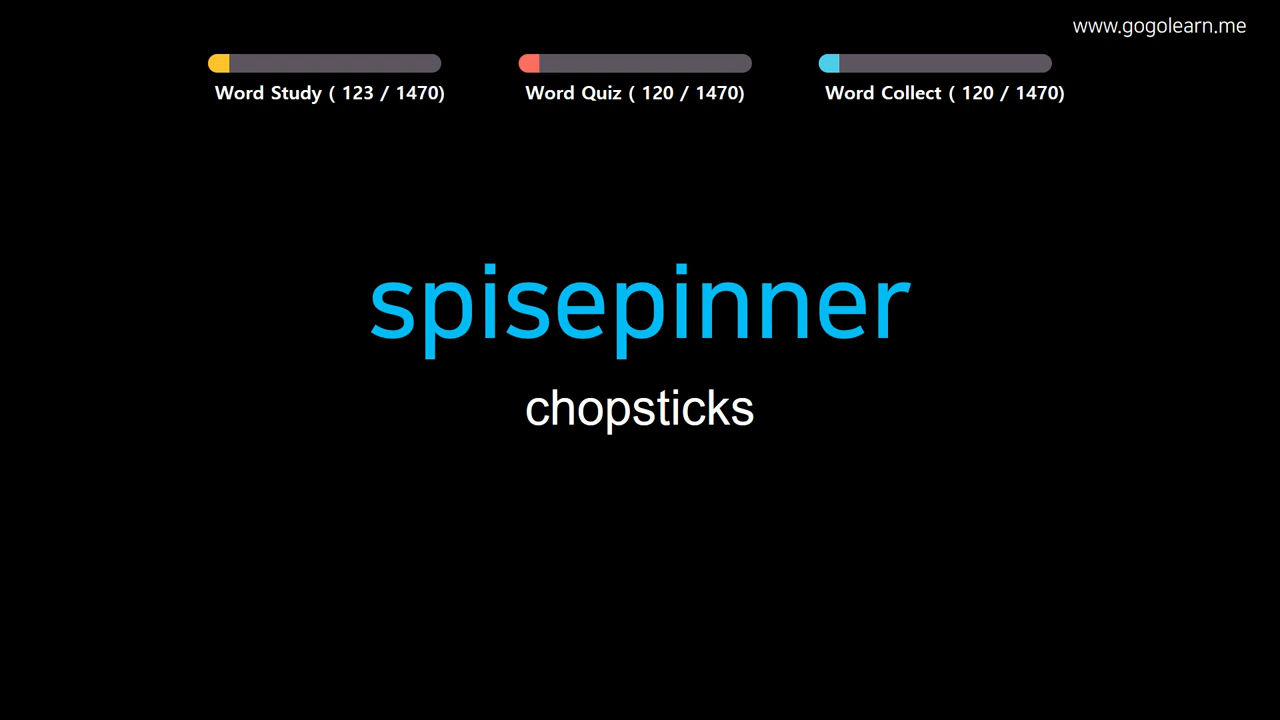 www.gogolearn.me
Word Study ( 123 / 1470)
Word Quiz ( 120 / 1470)
Word Collect ( 120 / 1470)
spisepinner
chopsticks